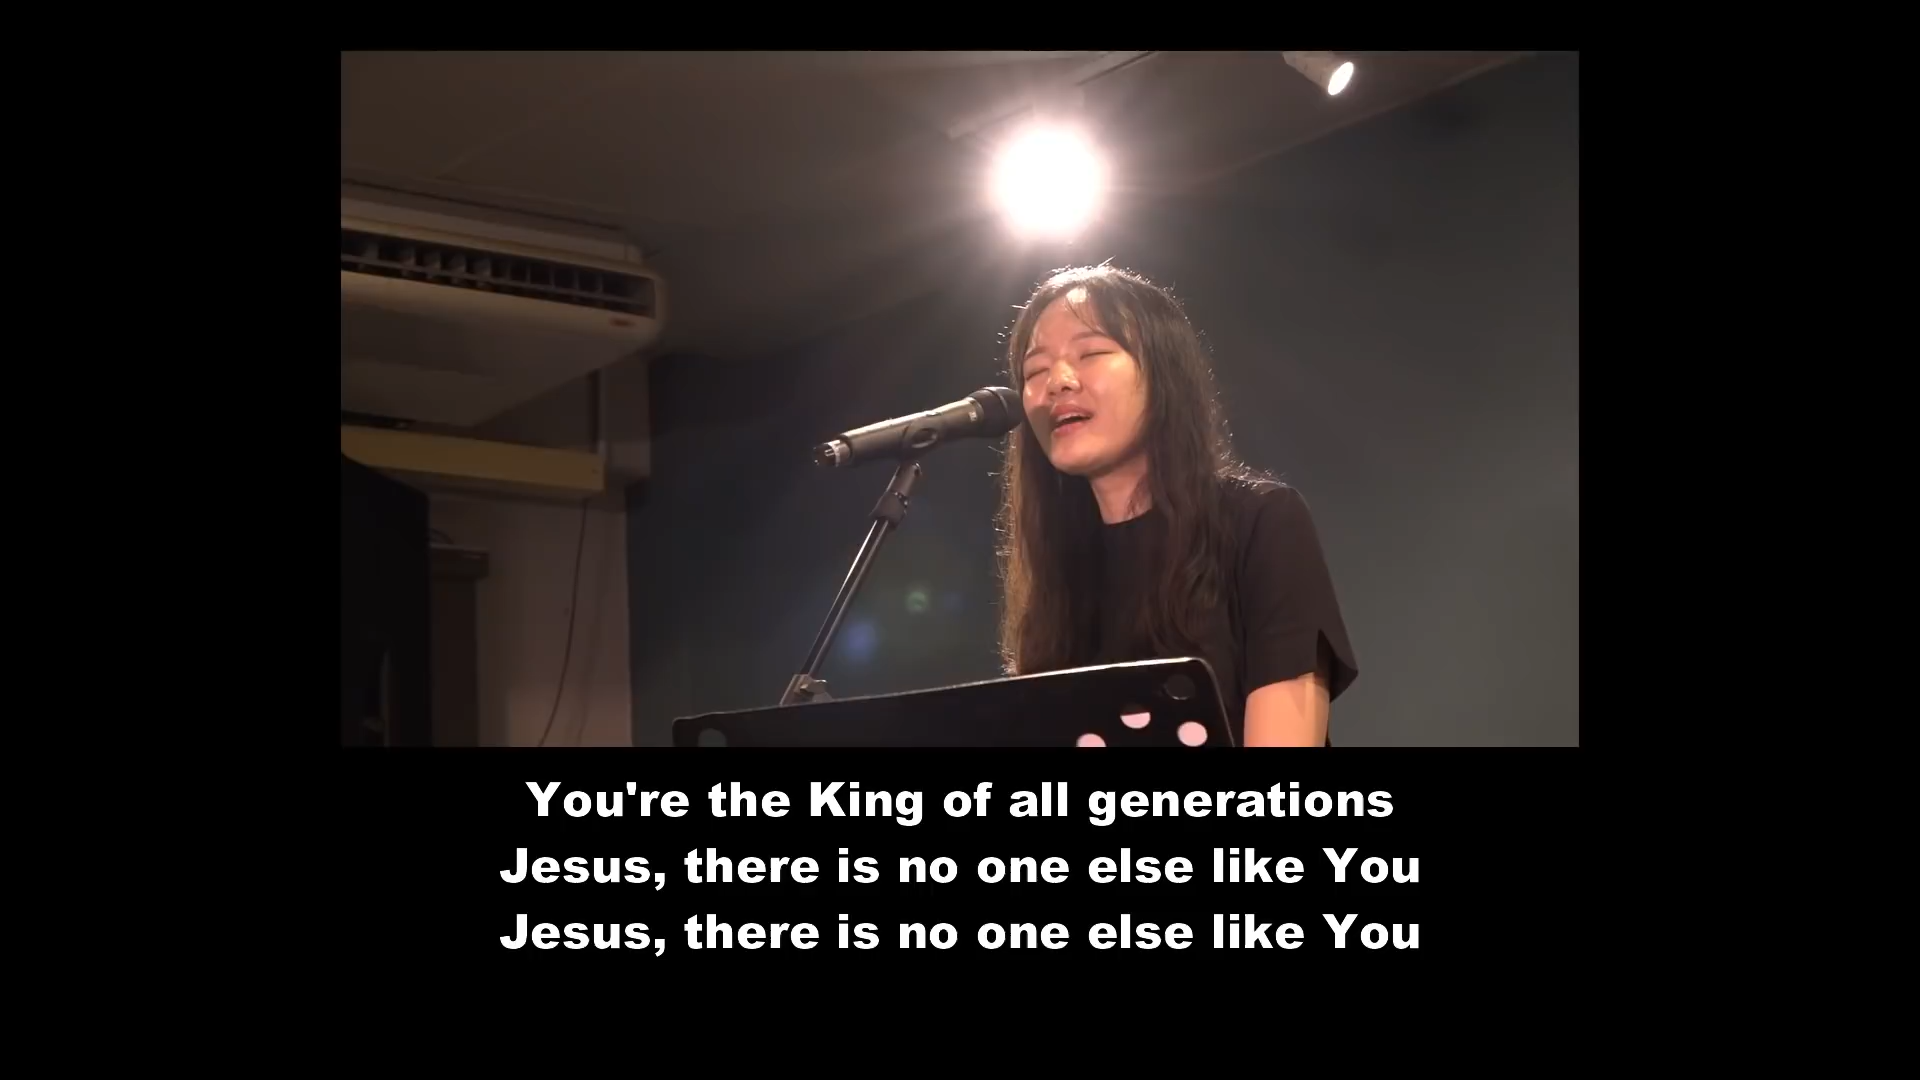 You're the King of all generations
Jesus, there is no one else like You
Jesus, there is no one else like You